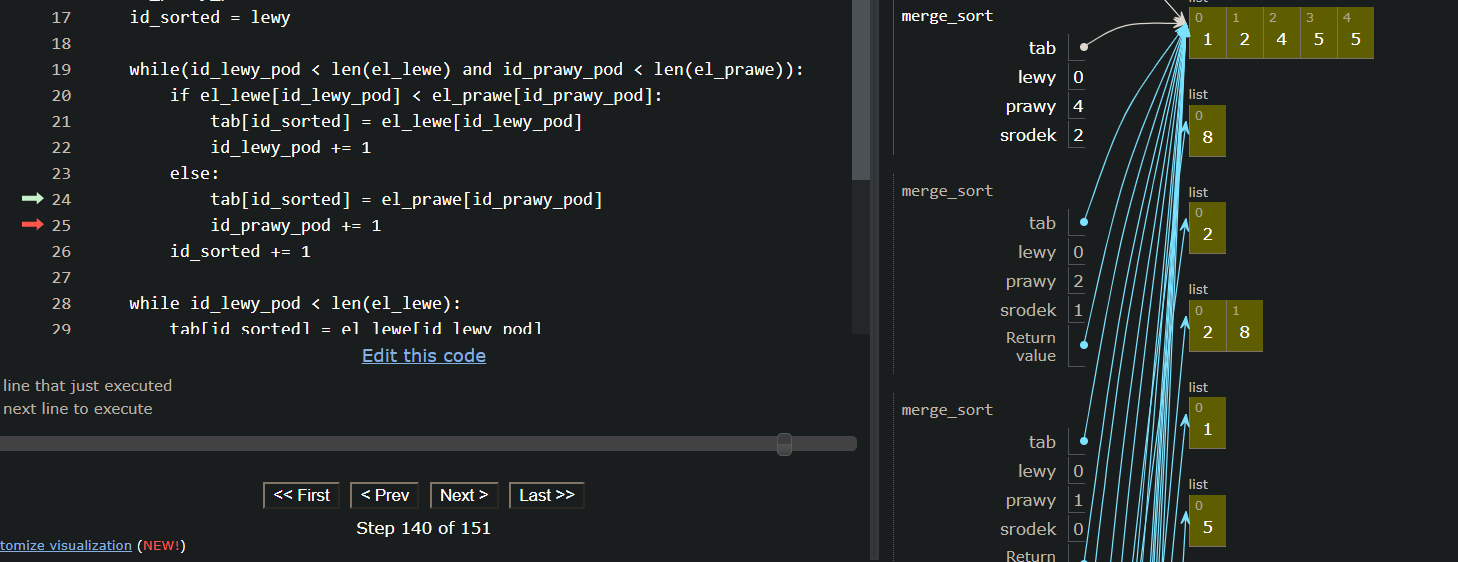 17 id_sorted = lewy
18
19 while(id_lewy_pod < len(el_lewe) and id_prawy_pod < len(el_prawe)):
20 if el_lewe[id_lewy_pod] < el_prawe[id_prawy_pod]:
21 tab[id_sorted] = el_lewe[id_lewy_pod]
22 id_lewy_pod += 1
23 else:
24 tab[id_sorted] = el_prawe[id_prawy_pod]
25 id_prawy_pod += 1
26 id_sorted += 1
27
28 while id_lewy_pod < len(el_lewe):
29 tab[id_sorted] = el_lewe[id_lewy_pod]
Edit this code
line that just executed
next line to execute
<< First < Prev Next > Last >>
Step 140 of 151
tomize visualization (NEW!)
merge_sort
tab
lewy 0
prawy 4
srodek 2
merge_sort
tab
lewy 0
prawy 2
srodek 1
Return
value
merge_sort
tab
lewy 0
prawy 1
srodek 0
Return
list
0 1 2 3 4
1 2 4 5 5
list
0
8
list
0
2
list
0 1
2 8
list
0
1
list
0
5